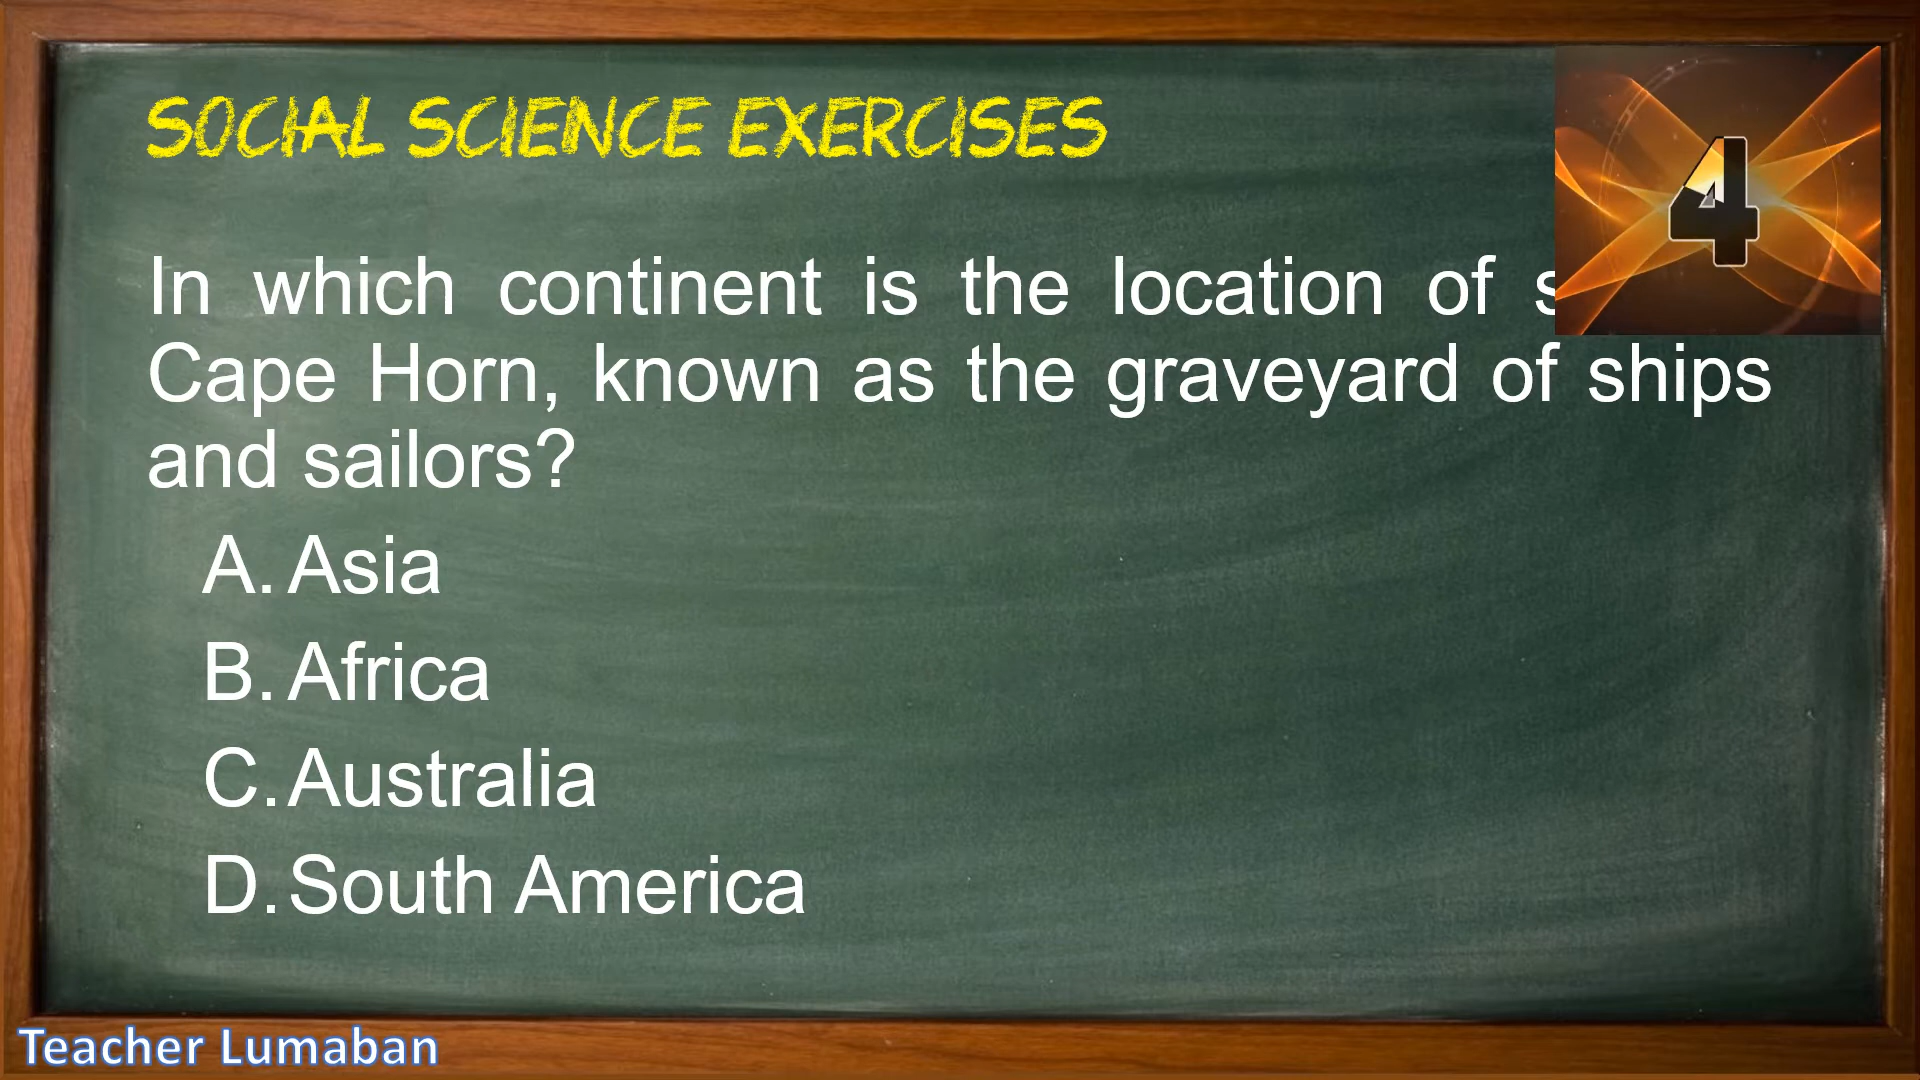 SOCIAL SCIENCE EXERCISES
4
In which continent is the location of
Cape Horn, known as the graveyard of ships
and sailors?
A. Asia
B. Africa
C. Australia
D. South America
Teacher Lumaban